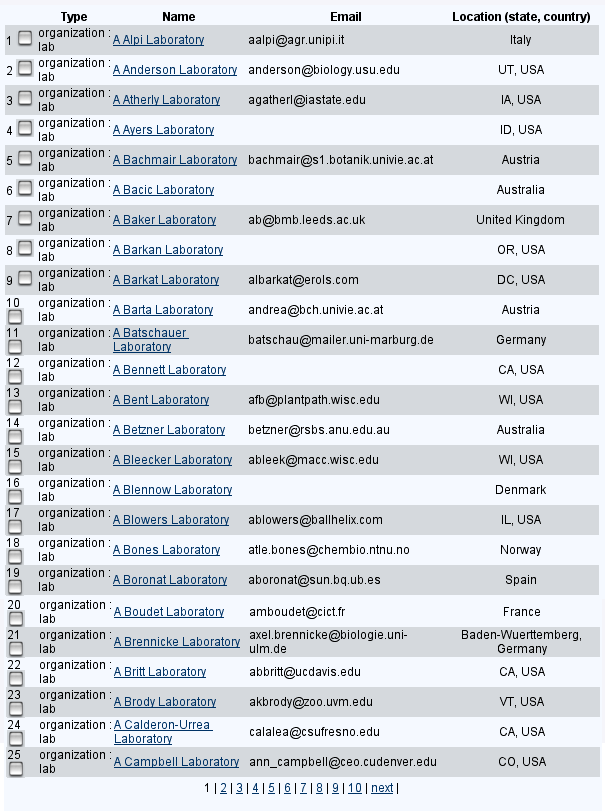 Type Name Email Location (state, country)
1 organization : lab A Alpi Laboratory aalpi@agr.unipi.it Italy
2 organization : lab A Anderson Laboratory anderson@biology.usu.edu UT, USA
3 organization : lab A Atherly Laboratory agatherl@iastate.edu IA, USA
4 organization : lab A Ayers Laboratory ID, USA
5 organization : lab A Bachmair Laboratory bachmair@s1.botanik.univie.ac.at Austria
6 organization : lab A Bacic Laboratory Australia
7 organization : lab A Baker Laboratory ab@bmb.leeds.ac.uk United Kingdom
8 organization : lab A Barkan Laboratory OR, USA
9 organization : lab A Barkat Laboratory albarkat@erols.com DC, USA
10 organization : lab A Barta Laboratory andrea@bch.univie.ac.at Austria
11 organization : lab A Batschauer Laboratory batschau@mailer.uni-marburg.de Germany
12 organization : lab A Bennett Laboratory CA, USA
13 organization : lab A Bent Laboratory afb@plantpath.wisc.edu WI, USA
14 organization : lab A Betzner Laboratory betzner@rsbs.anu.edu.au Australia
15 organization : lab A Bleecker Laboratory ableek@macc.wisc.edu WI, USA
16 organization : lab A Blennow Laboratory Denmark
17 organization : lab A Blowers Laboratory ablowers@ballhelix.com IL, USA
18 organization : lab A Bones Laboratory atle.bones@chembio.ntnu.no Norway
19 organization : lab A Boronat Laboratory aboronat@sun.bq.ub.es Spain
20 organization : lab A Boudet Laboratory amboudet@cict.fr France
21 organization : lab A Brennicke Laboratory axel.brennicke@biologie.uni-ulm.de Baden-Wuerttemberg, Germany
22 organization : lab A Britt Laboratory abbritt@ucdavis.edu CA, USA
23 organization : lab A Brody Laboratory akbrody@zoo.uvm.edu VT, USA
24 organization : lab A Calderon-Urrea Laboratory calalea@csufresno.edu CA, USA
25 organization : lab A Campbell Laboratory ann_campbell@ceo.cudenver.edu CO, USA
1 | 2 | 3 | 4 | 5 | 6 | 7 | 8 | 9 | 10 | next |